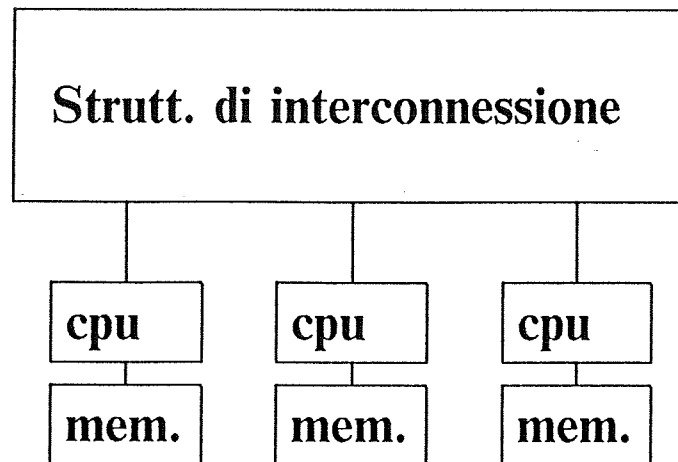 Strutt. di interconnessione
cpu cpu cpu
mem. mem. mem.